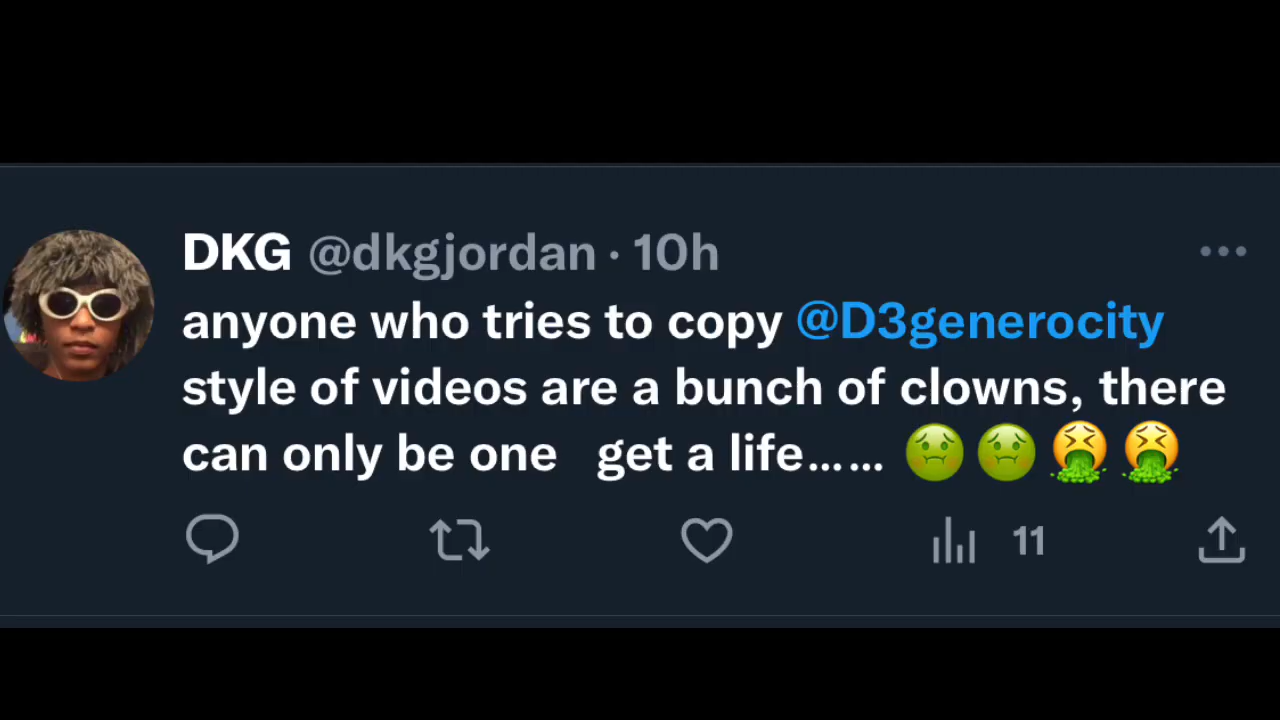 DKG @dkgjordan · 10h
anyone who tries to copy @D3generocity
style of videos are a bunch of clowns, there
can only be one   get a life…… 🤢🤢🤮🤮
11